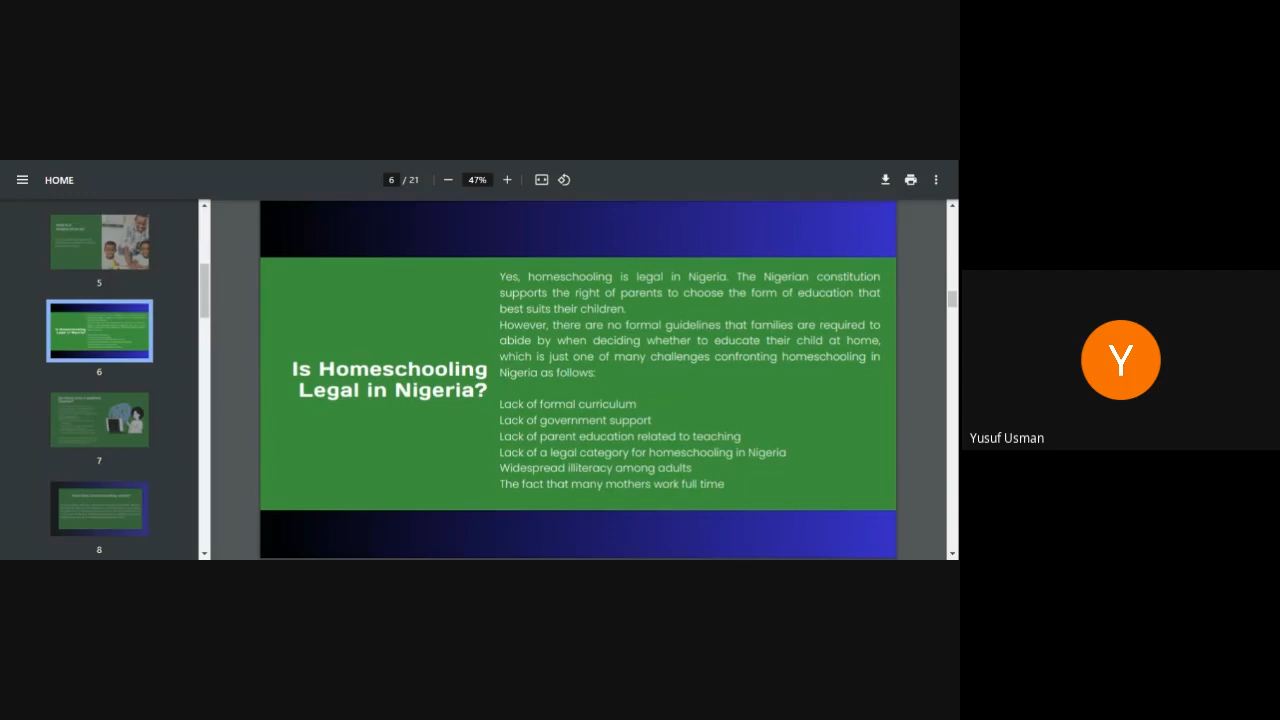 HOME
6 / 21
47%
5
6
7
8
Is Homeschooling
Legal in Nigeria?
Yes, homeschooling is legal in Nigeria. The Nigerian constitution
supports the right of parents to choose the form of education that
best suits their children.
However, there are no formal guidelines that families are required to
abide by when deciding whether to educate their child at home,
which is just one of many challenges confronting homeschooling in
Nigeria as follows:
Lack of formal curriculum
Lack of government support
Lack of parent education related to teaching
Lack of a legal category for homeschooling in Nigeria
Widespread illiteracy among adults
The fact that many mothers work full time
Y
Yusuf Usman